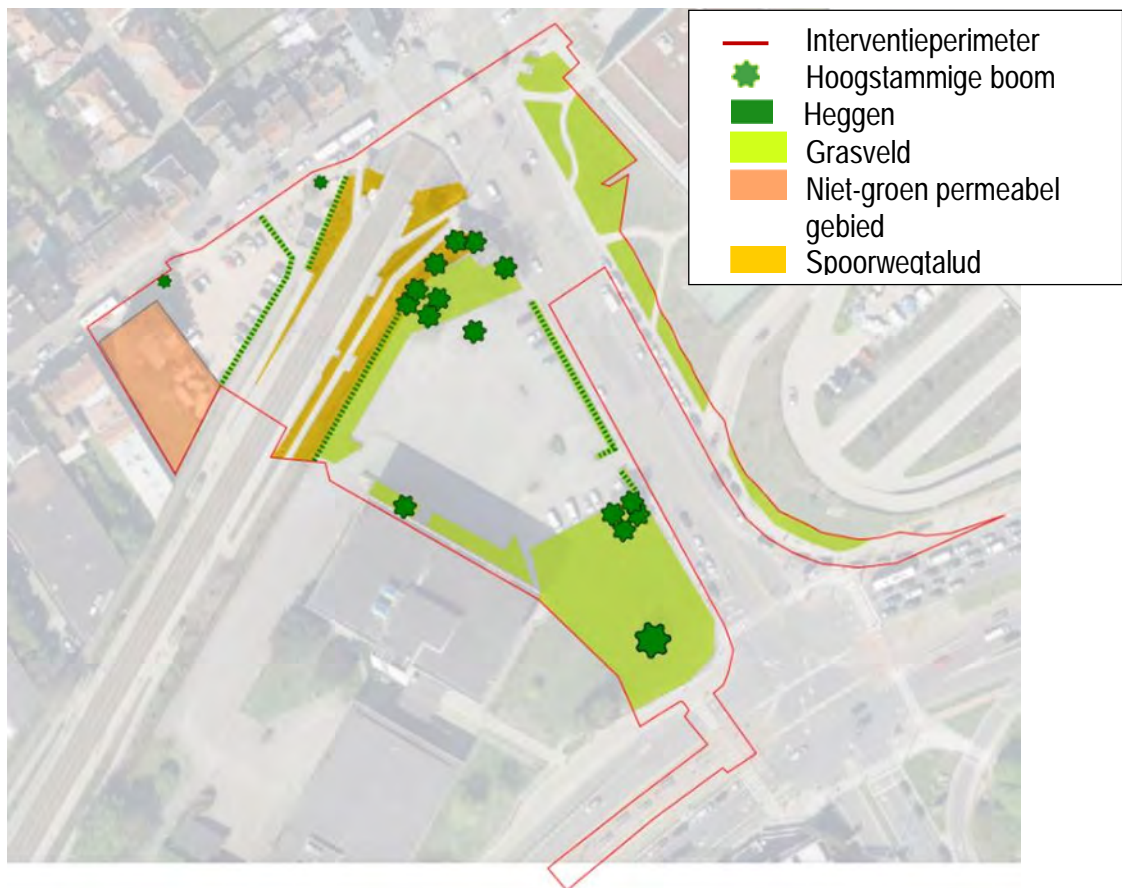 Interventieperimeter
Hoogstammige boom
Heggen
Grasveld
Niet-groen permeabel
gebied
Spoorwegtalud